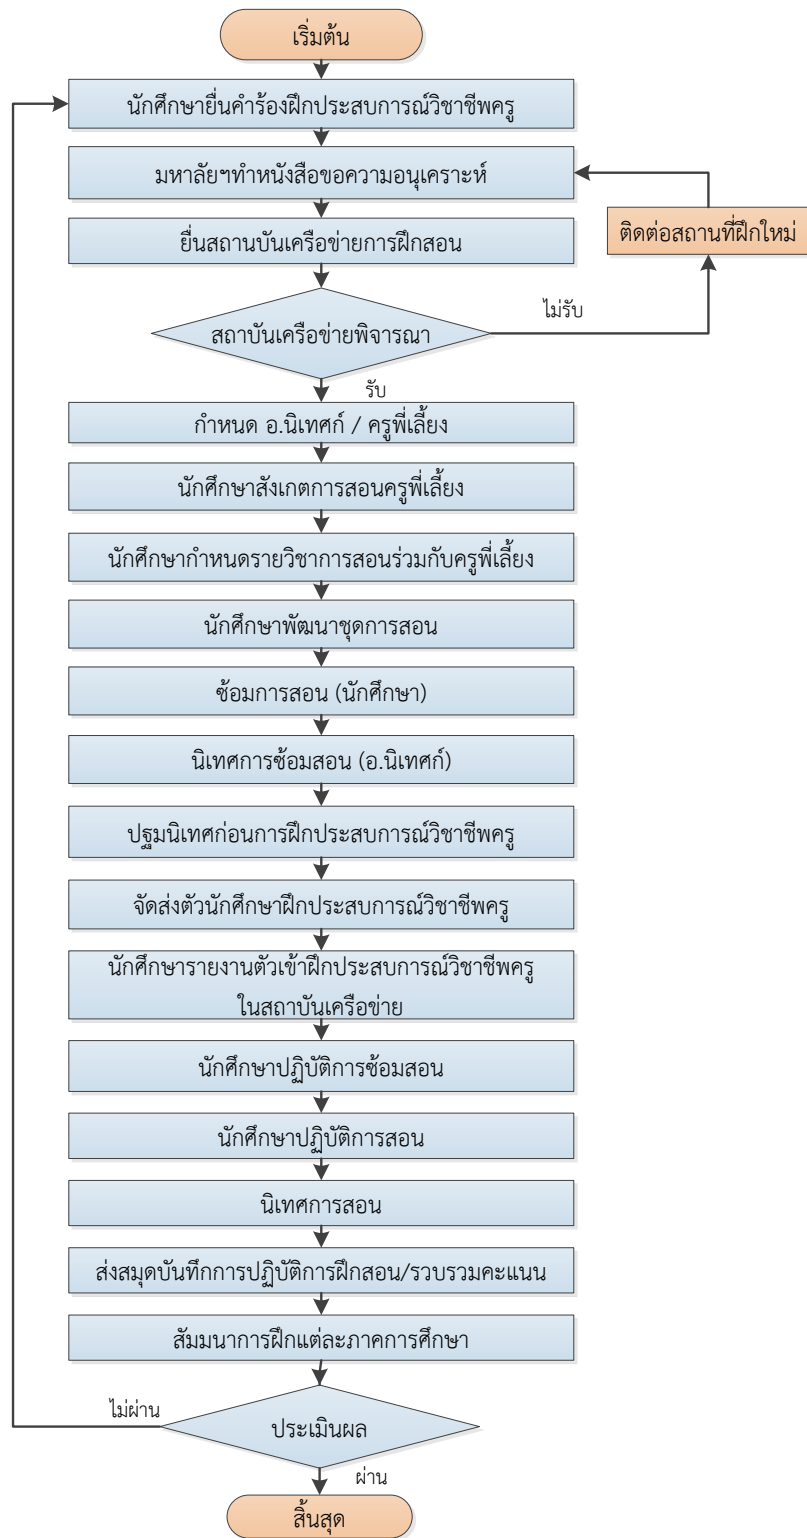 เริ่มต้น
นักศึกษายื่นคำร้องฝึกประสบการณ์วิชาชีพครู
มหาลัยฯทำหนังสือขอความอนุเคราะห์
ติดต่อสถานที่ฝึกใหม่
ยื่นสถานบันเครือข่ายการฝึกสอน
ไม่รับ
สถาบันเครือข่ายพิจารณา
รับ
กำหนด อ.นิเทศก์ / ครูพี่เลี้ยง
นักศึกษาสังเกตการสอนครูพี่เลี้ยง
นักศึกษากำหนดรายวิชาการสอนร่วมกับครูพี่เลี้ยง
นักศึกษาพัฒนาชุดการสอน
ซ้อมการสอน (นักศึกษา)
นิเทศการซ้อมสอน (อ.นิเทศก์)
ปฐมนิเทศก่อนการฝึกประสบการณ์วิชาชีพครู
จัดส่งตัวนักศึกษาฝึกประสบการณ์วิชาชีพครู
นักศึกษารายงานตัวเข้าฝึกประสบการณ์วิชาชีพครู
ในสถาบันเครือข่าย
นักศึกษาปฏิบัติการซ้อมสอน
นักศึกษาปฏิบัติการสอน
นิเทศการสอน
ส่งสมุดบันทึกการปฏิบัติการฝึกสอน/รวบรวมคะแนน
สัมมนาการฝึกแต่ละภาคการศึกษา
ไม่ผ่าน
ประเมินผล
ผ่าน
สิ้นสุด